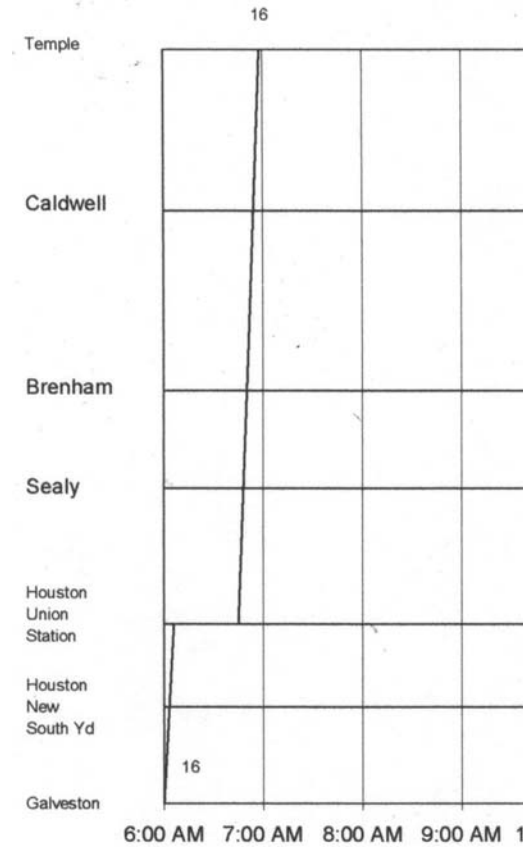 16
Temple
Caldwell
Brenham
Sealy
Houston
Union
Station
Houston
New
South Yd
16
Galveston
6:00 AM 7:00 AM 8:00 AM 9:00 AM 1